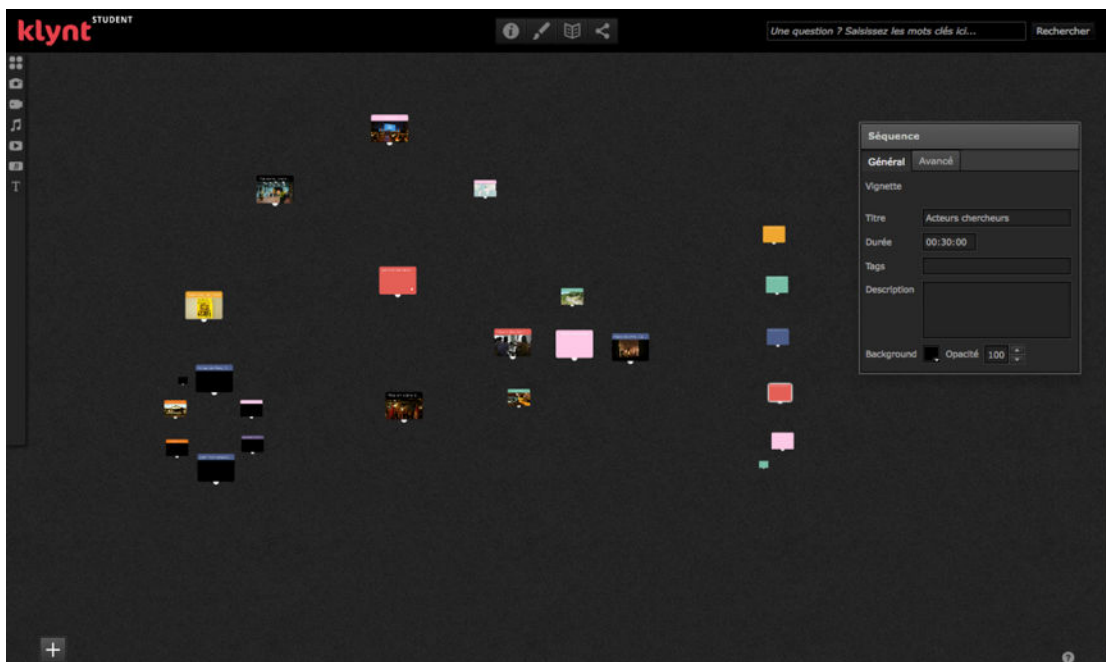 klynt STUDENT
Une question ? Saisissez les mots clés ici...
Rechercher
Séquence
Général
Avancé
Vignette
Titre
Acteurs chercheurs
Durée
00:30:00
Tags
Description
Background
Opacité
100
T